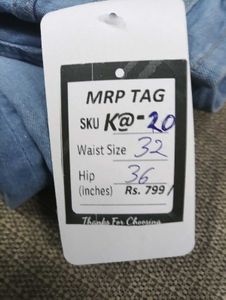 MRP TAG
SKU K@-20
Waist Size 32
Hip 36
(inches) Rs. 799/
Thanks For Choosing